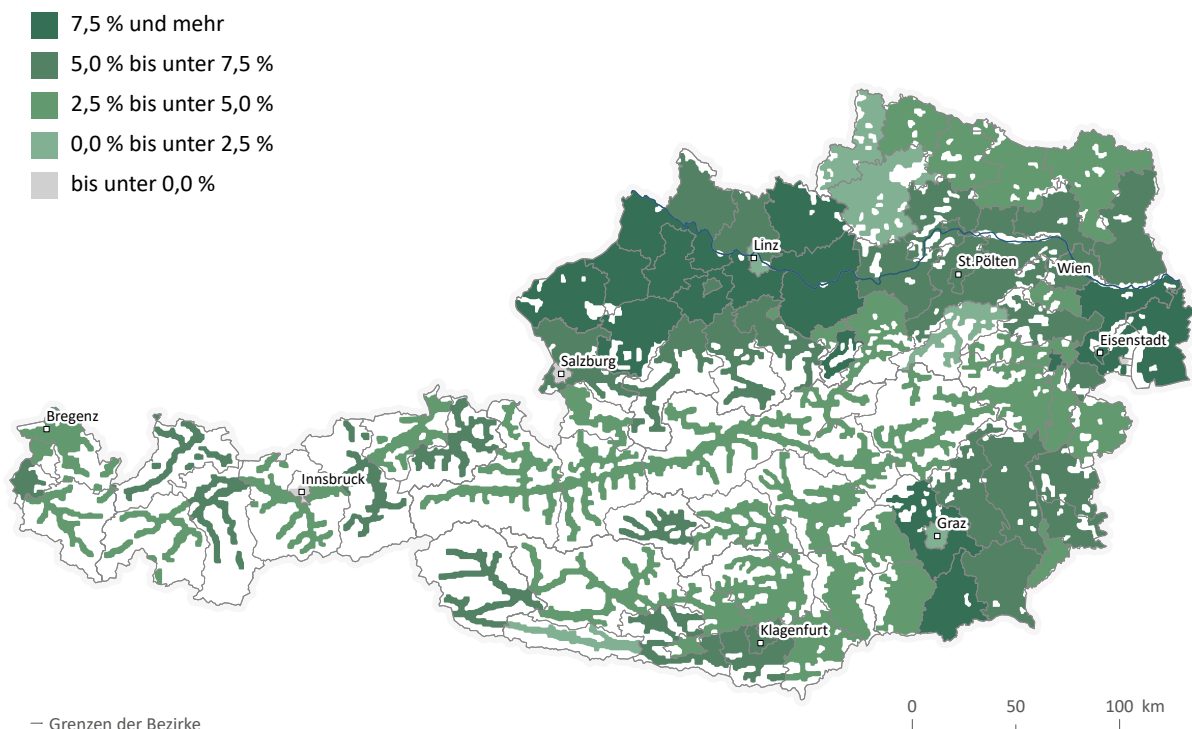 7,5 % und mehr
5,0 % bis unter 7,5 %
2,5 % bis unter 5,0 %
0,0 % bis unter 2,5 %
bis unter 0,0 %
Linz
St.Pölten
Wien
Eisenstadt
Salzburg
Bregenz
Innsbruck
Graz
Klagenfurt
0 50 100 km
— Grenzen der Bezirke